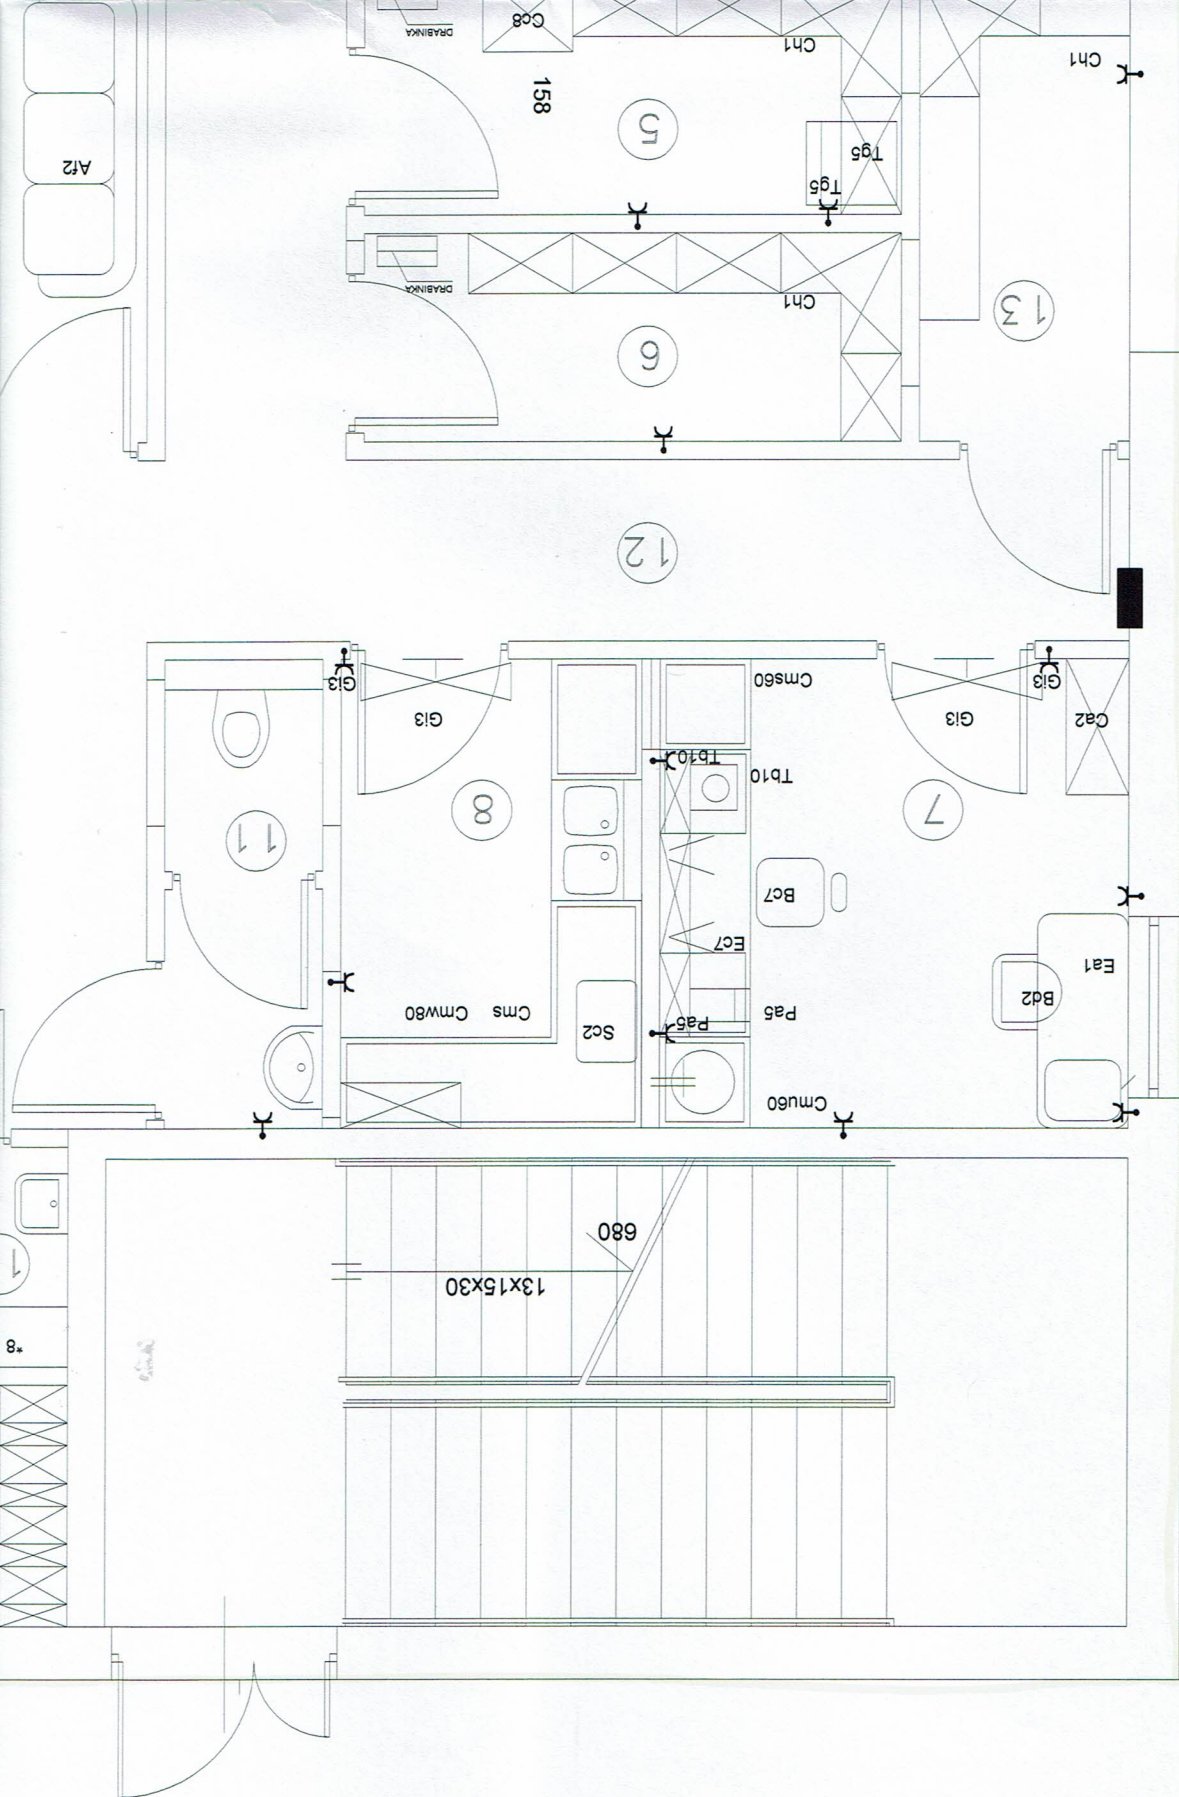 *8
13x15x30
1
680
Cmu60
Sc2
Pa5
Pa5
Cms
Cmw80
Bd2
Ea1
Ec7
Bc7
11
7
8
Tb10
Tb10
Ca2
Gi3
Gi3
Gi3
Cms60
Gi3
12
6
13
Ch1
DRABINKA
Tg5
Af2
Tg5
5
158
Ch1
Ch1
DRABINKA
Cc8